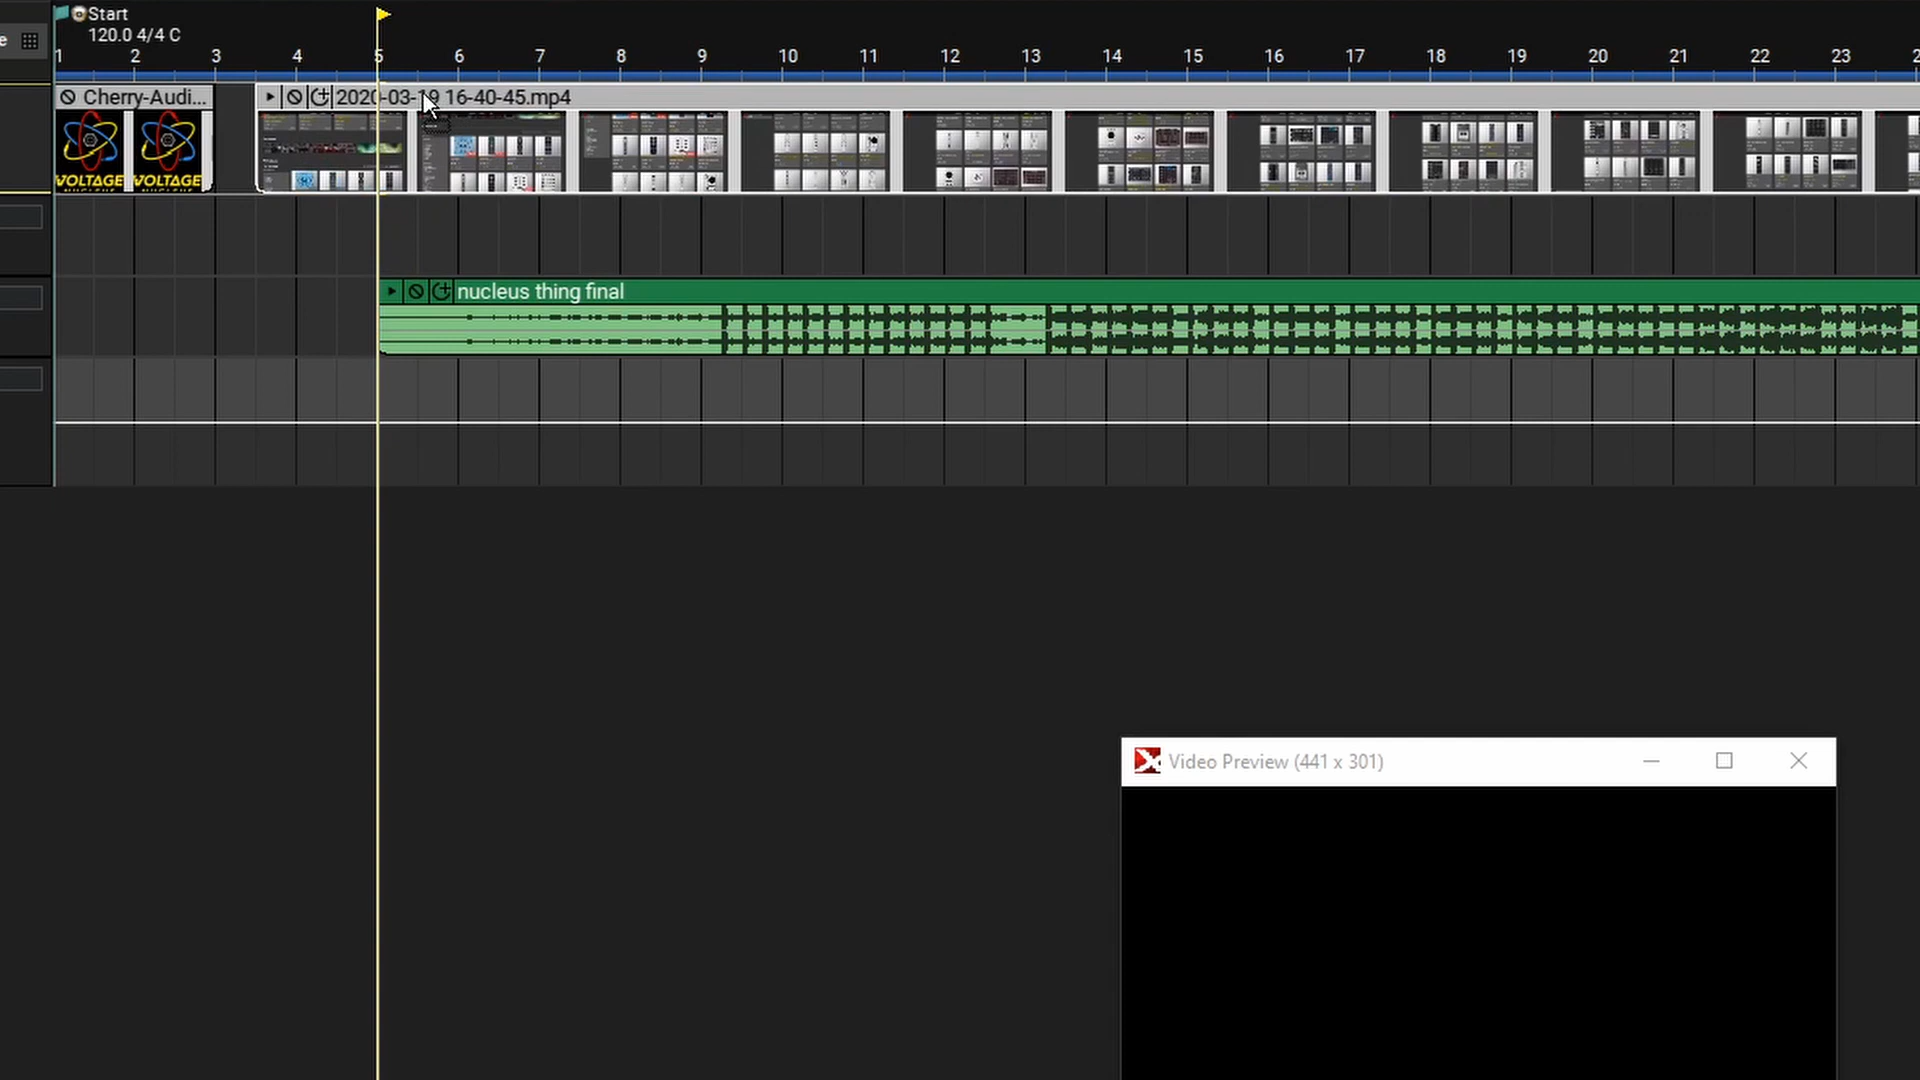 Start
120.0 4/4 C
e
1 2 3 4 5 6 7 8 9 10 11 12 13 14 15 16 17 18 19 20 21 22 23 2
Cherry-Audi...
2020-03-19 16-40-45.mp4
VOLTAGE VOLTAGE
nucleus thing final
Video Preview (441 x 301)